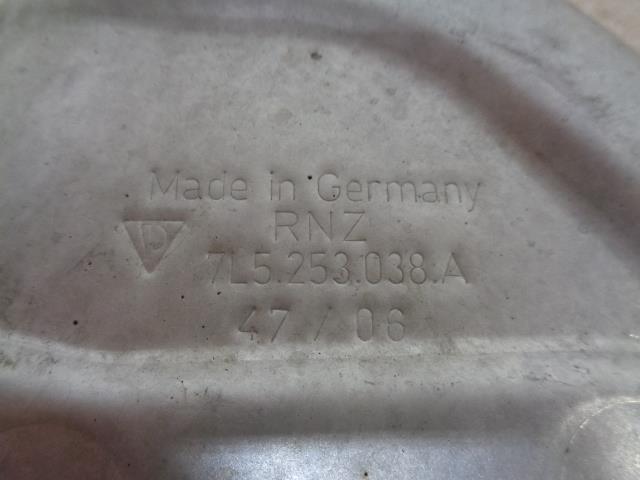 Made in Germany
RNZ
D
7L5.253.038.A
47 / 06